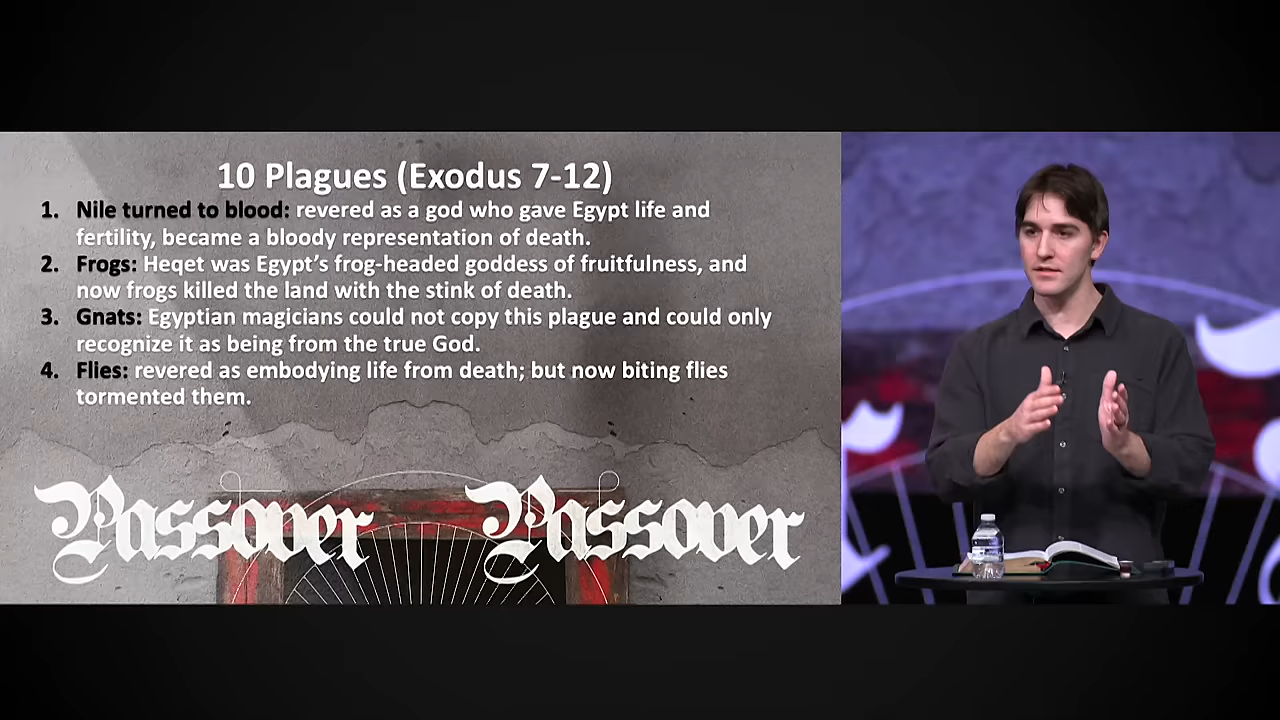 10 Plagues (Exodus 7-12)
1. Nile turned to blood: revered as a god who gave Egypt life and
fertility, became a bloody representation of death.
2. Frogs: Heqet was Egypt’s frog-headed goddess of fruitfulness, and
now frogs killed the land with the stink of death.
3. Gnats: Egyptian magicians could not copy this plague and could only
recognize it as being from the true God.
4. Flies: revered as embodying life from death; but now biting flies
tormented them.
Passover Passover